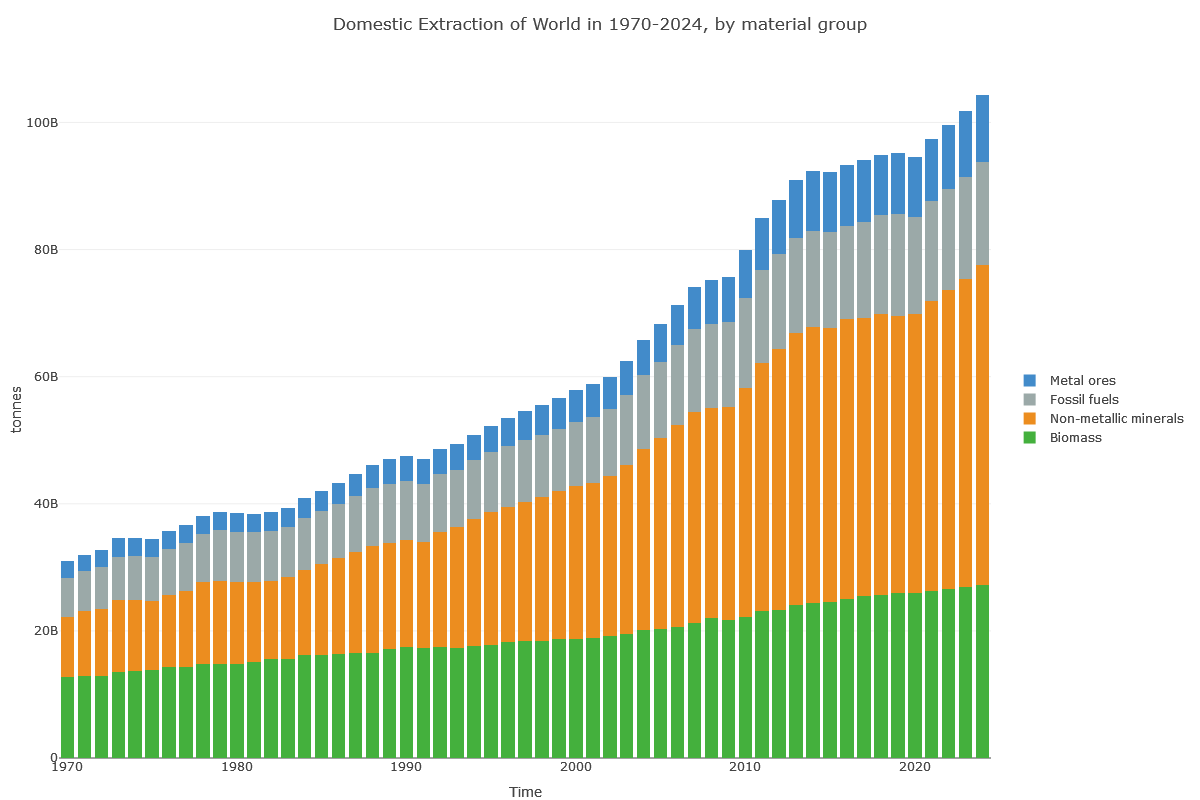 Domestic Extraction of World in 1970-2024, by material group
100B
80B
60B
40B
20B
0
tonnes
1970
1980
1990
2000
2010
2020
Time
Metal ores
Fossil fuels
Non-metallic minerals
Biomass